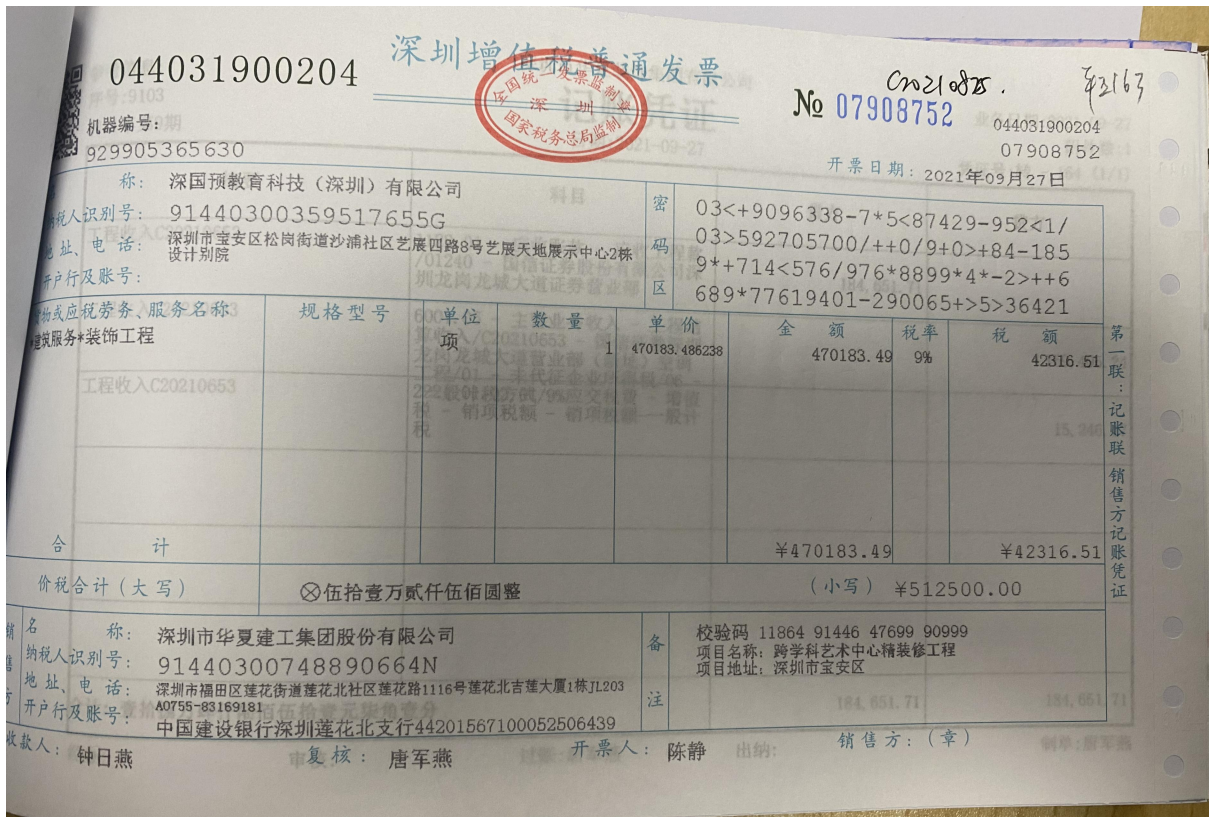 深圳增值税普通发票
044031900204
全国统一发票监制章
深圳
国家税务总局监制
C20210825.
№ 07908752
044031900204
07908752
机器编号:
929905365630
开票日期: 2021年09月27日
称: 深国预教育科技（深圳）有限公司
纳税人识别号: 91440300359517655G
地址、电话: 深圳市宝安区松岗街道沙浦社区艺展四路8号艺展天地展示中心2栋
设计别院
开户行及账号:
密码区
03<+9096338-7*5<87429-952<1/
03>592705700/++0/9+0>+84-185
9*+714<576/976*8899*4*-2>++6
689*77619401-290065+>5>36421
货物或应税劳务、服务名称 规格型号 单位 数量 单价 金额 税率 税额
*建筑服务*装饰工程 项 1 470183.486238 470183.49 9% 42316.51
合计 ¥470183.49 ¥42316.51
价税合计（大写） ⊗伍拾壹万贰仟伍佰圆整 （小写） ¥512500.00
第一联：记账联 销售方记账凭证
销售方
名称: 深圳市华夏建工集团股份有限公司
纳税人识别号: 91440300748890664N
地址、电话: 深圳市福田区莲花街道莲花北社区莲花路1116号莲花北吉莲大厦1栋JL203
A0755-83169181
开户行及账号: 中国建设银行深圳莲花北支行44201567100052506439
备注
校验码 11864 91446 47699 90999
项目名称: 跨学科艺术中心精装修工程
项目地址: 深圳市宝安区
收款人: 钟日燕 复核: 唐军燕 开票人: 陈静 销售方:（章）